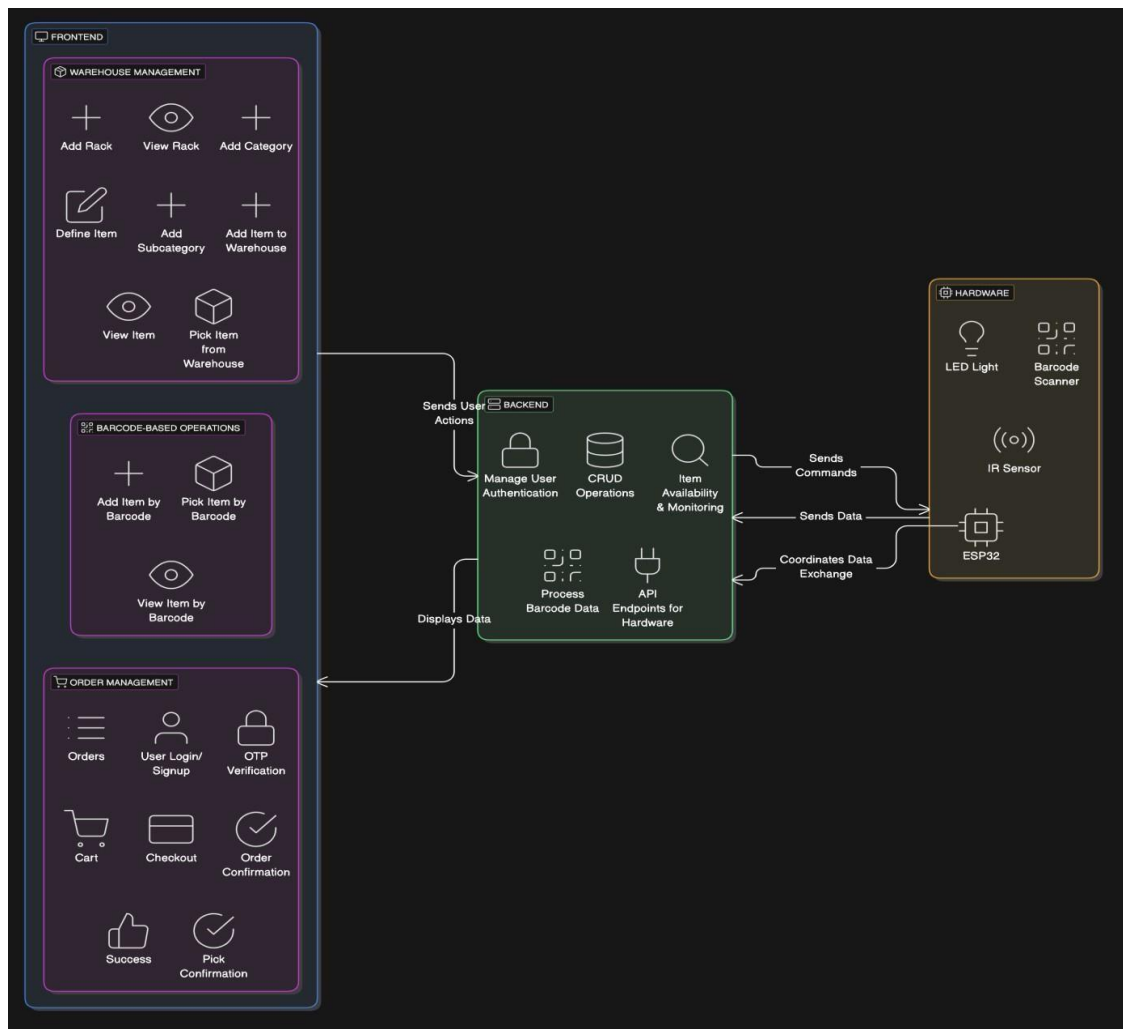 FRONTEND
WAREHOUSE MANAGEMENT
Add Rack
View Rack
Add Category
Define Item
Add
Subcategory
Add Item to
Warehouse
View Item
Pick Item
from
Warehouse
BARCODE-BASED OPERATIONS
Add Item by
Barcode
Pick Item by
Barcode
View Item by
Barcode
ORDER MANAGEMENT
Orders
User Login/
Signup
OTP
Verification
Cart
Checkout
Order
Confirmation
Success
Pick
Confirmation
Sends User
Actions
Displays Data
BACKEND
Manage User
Authentication
CRUD
Operations
Item
Availability
& Monitoring
Process
Barcode Data
API
Endpoints for
Hardware
Sends
Commands
Sends Data
Coordinates Data
Exchange
HARDWARE
LED Light
Barcode
Scanner
IR Sensor
ESP32